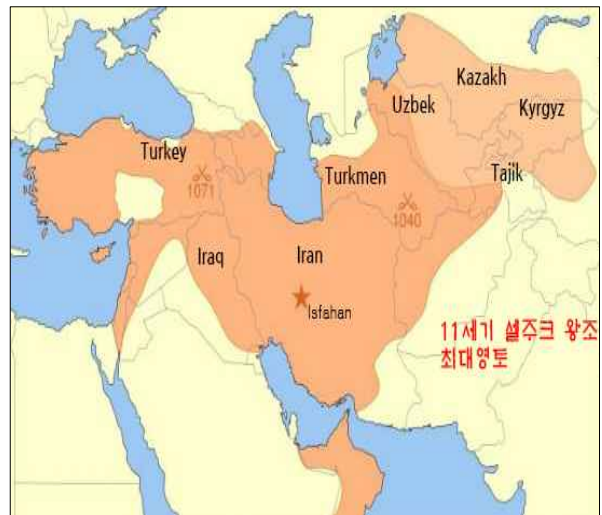 Kazakh
Uzbek
Kyrgyz
Turkey
Tajik
Turkmen
1071
1040
Iraq
Iran
Isfahan
11세기 셀주크 왕조
최대영토